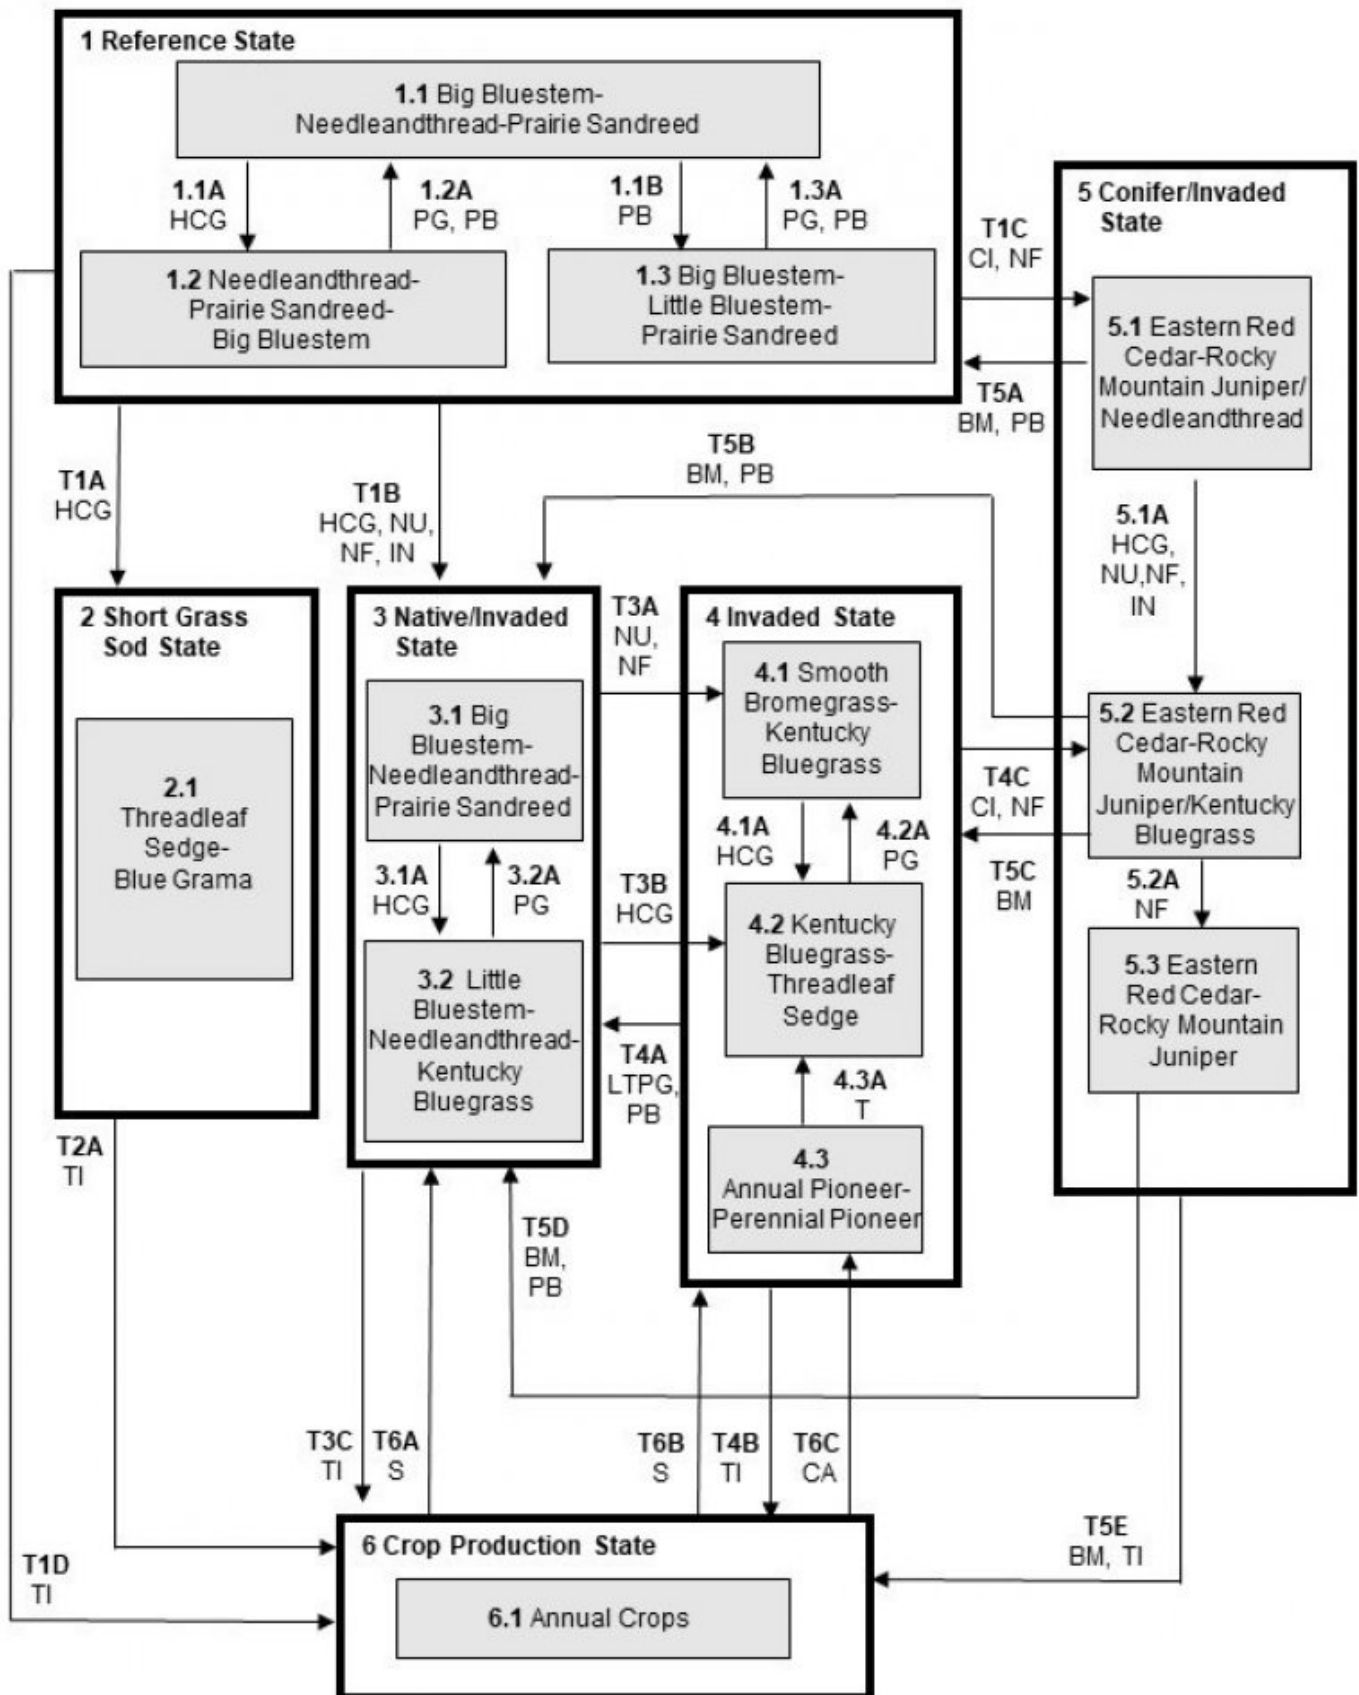 1 Reference State
1.1 Big Bluestem-
Needleandthread-Prairie Sandreed
1.1A
HCG
1.2A
PG, PB
1.1B
PB
1.3A
PG, PB
1.2 Needleandthread-
Prairie Sandreed-
Big Bluestem
1.3 Big Bluestem-
Little Bluestem-
Prairie Sandreed
T1C
CI, NF
T5A
BM, PB
5 Conifer/Invaded
State
5.1 Eastern Red
Cedar-Rocky
Mountain Juniper/
Needleandthread
5.1A
HCG,
NU,NF,
IN
5.2 Eastern Red
Cedar-Rocky
Mountain
Juniper/Kentucky
Bluegrass
5.2A
NF
5.3 Eastern
Red Cedar-
Rocky Mountain
Juniper
T1A
HCG
T1B
HCG, NU,
NF, IN
T5B
BM, PB
2 Short Grass
Sod State
2.1
Threadleaf
Sedge-
Blue Grama
3 Native/Invaded
State
3.1 Big
Bluestem-
Needleandthread-
Prairie Sandreed
3.1A
HCG
3.2A
PG
3.2 Little
Bluestem-
Needleandthread-
Kentucky
Bluegrass
T3A
NU,
NF
T3B
HCG
T4A
LTPG,
PB
4 Invaded State
4.1 Smooth
Bromegrass-
Kentucky
Bluegrass
4.1A
HCG
4.2A
PG
4.2 Kentucky
Bluegrass-
Threadleaf
Sedge
4.3A
T
4.3
Annual Pioneer-
Perennial Pioneer
T4C
CI, NF
T5C
BM
T2A
TI
T5D
BM,
PB
T3C
TI
T6A
S
T6B
S
T4B
TI
T6C
CA
T5E
BM, TI
T1D
TI
6 Crop Production State
6.1 Annual Crops